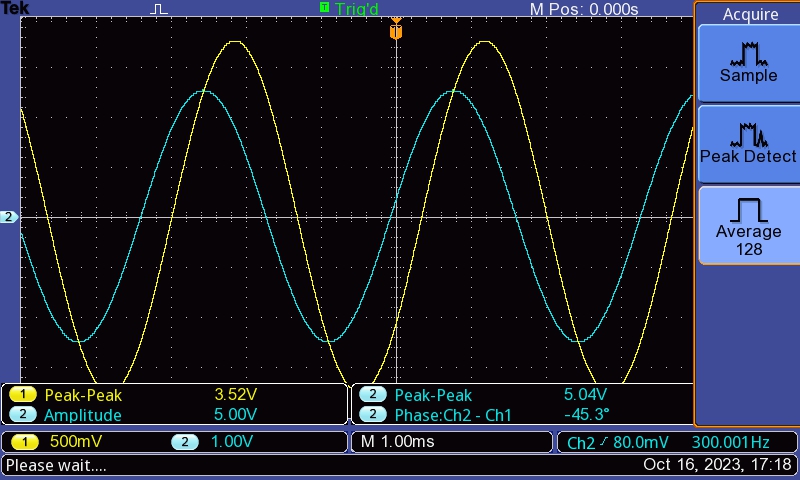 Tek T Trig'd M Pos: 0.000s Acquire
T
Sample
Peak Detect
2
Average
128
1 Peak-Peak 3.52V 2 Peak-Peak 5.04V
2 Amplitude 5.00V 2 Phase:Ch2 - Ch1 -45.3°
1 500mV 2 1.00V M 1.00ms Ch2 80.0mV 300.001Hz
Please wait.... Oct 16, 2023, 17:18